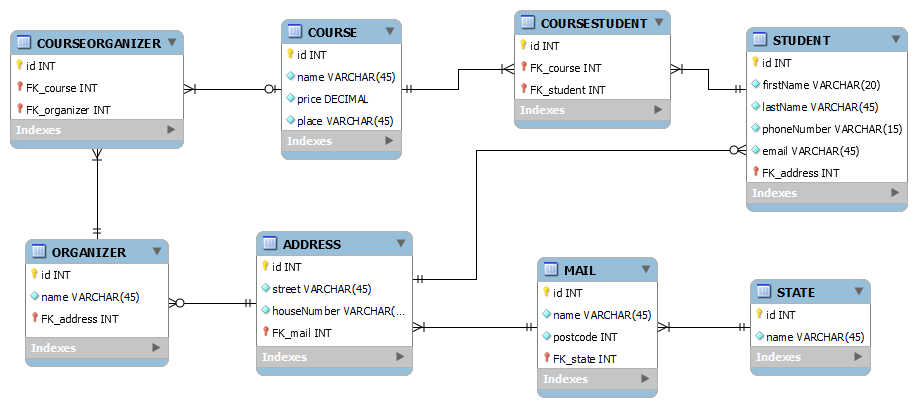 COURSEORGANIZER
id INT
FK_course INT
FK_organizer INT
Indexes
COURSE
id INT
name VARCHAR(45)
price DECIMAL
place VARCHAR(45)
Indexes
COURSESTUDENT
id INT
FK_course INT
FK_student INT
Indexes
STUDENT
id INT
firstName VARCHAR(20)
lastName VARCHAR(45)
phoneNumber VARCHAR(15)
email VARCHAR(45)
FK_address INT
Indexes
ORGANIZER
id INT
name VARCHAR(45)
FK_address INT
Indexes
ADDRESS
id INT
street VARCHAR(45)
houseNumber VARCHAR(...
FK_mail INT
Indexes
MAIL
id INT
name VARCHAR(45)
postcode INT
FK_state INT
Indexes
STATE
id INT
name VARCHAR(45)
Indexes